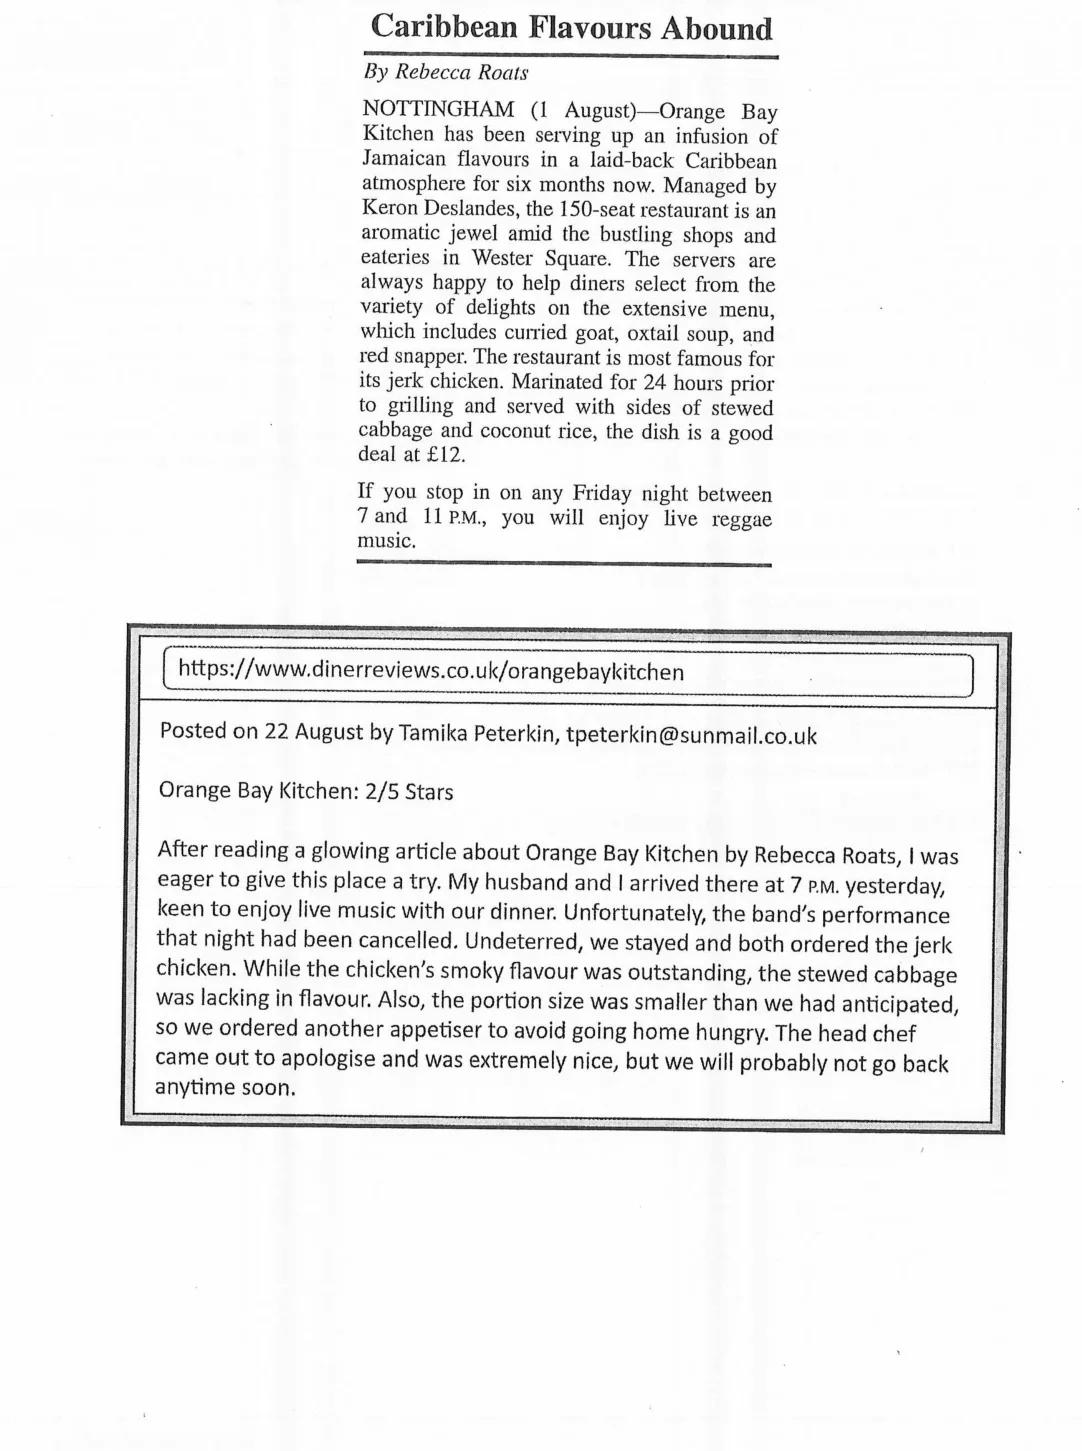 Caribbean Flavours Abound
By Rebecca Roats
NOTTINGHAM (1 August)—Orange Bay
Kitchen has been serving up an infusion of
Jamaican flavours in a laid-back Caribbean
atmosphere for six months now. Managed by
Keron Deslandes, the 150-seat restaurant is an
aromatic jewel amid the bustling shops and
eateries in Wester Square. The servers are
always happy to help diners select from the
variety of delights on the extensive menu,
which includes curried goat, oxtail soup, and
red snapper. The restaurant is most famous for
its jerk chicken. Marinated for 24 hours prior
to grilling and served with sides of stewed
cabbage and coconut rice, the dish is a good
deal at £12.
If you stop in on any Friday night between
7 and 11 P.M., you will enjoy live reggae
music.
https://www.dinerreviews.co.uk/orangebaykitchen
Posted on 22 August by Tamika Peterkin, tpeterkin@sunmail.co.uk
Orange Bay Kitchen: 2/5 Stars
After reading a glowing article about Orange Bay Kitchen by Rebecca Roats, I was
eager to give this place a try. My husband and I arrived there at 7 P.M. yesterday,
keen to enjoy live music with our dinner. Unfortunately, the band's performance
that night had been cancelled. Undeterred, we stayed and both ordered the jerk
chicken. While the chicken's smoky flavour was outstanding, the stewed cabbage
was lacking in flavour. Also, the portion size was smaller than we had anticipated,
so we ordered another appetiser to avoid going home hungry. The head chef
came out to apologise and was extremely nice, but we will probably not go back
anytime soon.